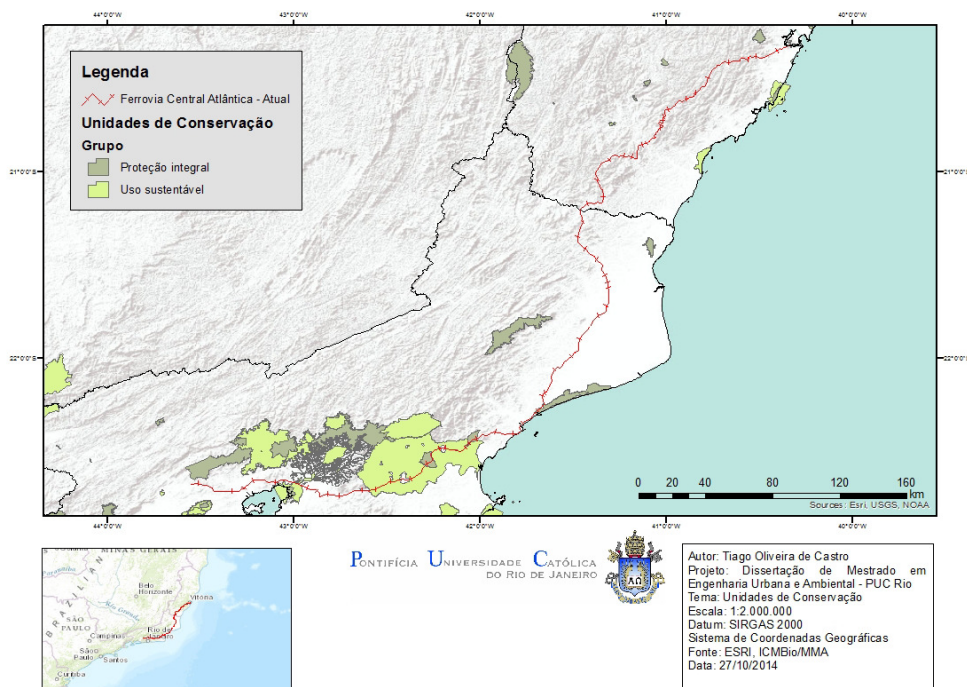 44°0'0"W 43°0'0"W 42°0'0"W 41°0'0"W 40°0'0"W
Legenda
Ferrovia Central Atlântica - Atual
Unidades de Conservação
Grupo
Proteção integral
Uso sustentável
21°0'0"S 21°0'0"S
22°0'0"S 22°0'0"S
0 20 40 80 120 160
km
Sources: Esri, USGS, NOAA
44°0'0"W 43°0'0"W 42°0'0"W 41°0'0"W 40°0'0"W
MINAS GERAIS
Belo
Horizonte
Vitoria
BRAZILIAN
Rio Grande
SÃO
PAULO
Campinas
Rio de
Janeiro
São
Paulo
Santos
Curitiba
PONTIFÍCIA UNIVERSIDADE CATÓLICA
DO RIO DE JANEIRO
ΑΩ
Autor: Tiago Oliveira de Castro
Projeto: Dissertação de Mestrado em
Engenharia Urbana e Ambiental - PUC Rio
Tema: Unidades de Conservação
Escala: 1:2.000.000
Datum: SIRGAS 2000
Sistema de Coordenadas Geográficas
Fonte: ESRI, ICMBio/MMA
Data: 27/10/2014